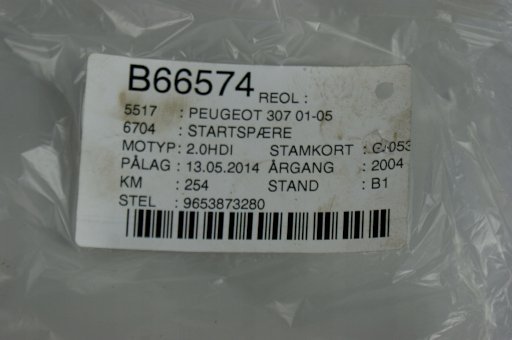 B66574 REOL :
5517 : PEUGEOT 307 01-05
6704 : STARTSPÆRE
MOTYP: 2.0HDI STAMKORT : GJ053
PÅLAG : 13.05.2014 ÅRGANG : 2004
KM : 254 STAND : B1
STEL : 9653873280